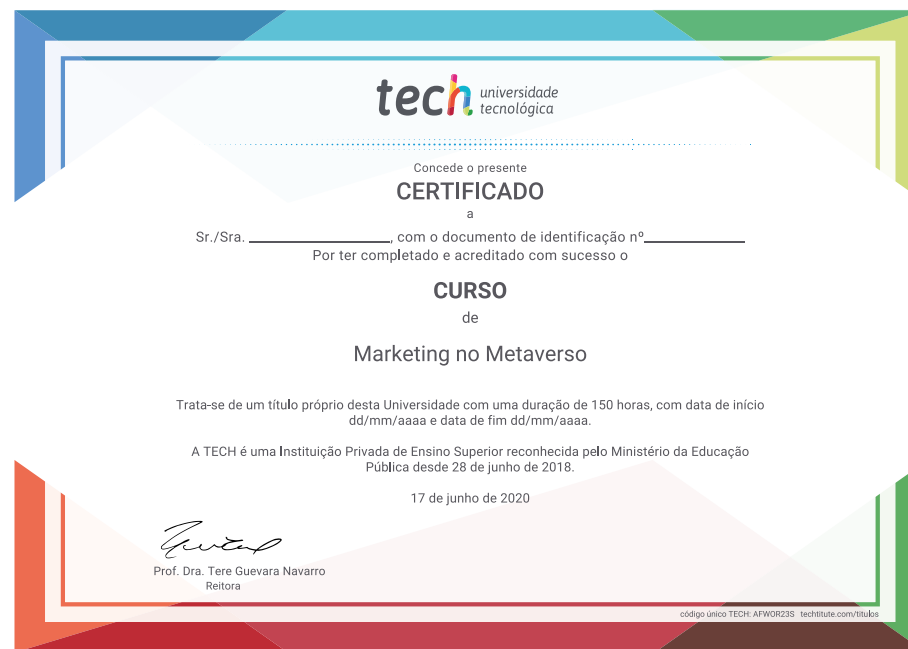 tech universidade
tecnológica
Concede o presente
CERTIFICADO
a
Sr./Sra. ____________________, com o documento de identificação nº______________
Por ter completado e acreditado com sucesso o
CURSO
de
Marketing no Metaverso
Trata-se de um título próprio desta Universidade com uma duração de 150 horas, com data de início
dd/mm/aaaa e data de fim dd/mm/aaaa.
A TECH é uma Instituição Privada de Ensino Superior reconhecida pelo Ministério da Educação
Pública desde 28 de junho de 2018.
17 de junho de 2020
Prof. Dra. Tere Guevara Navarro
Reitora
código único TECH: AFWOR23S techtitute.com/titulos